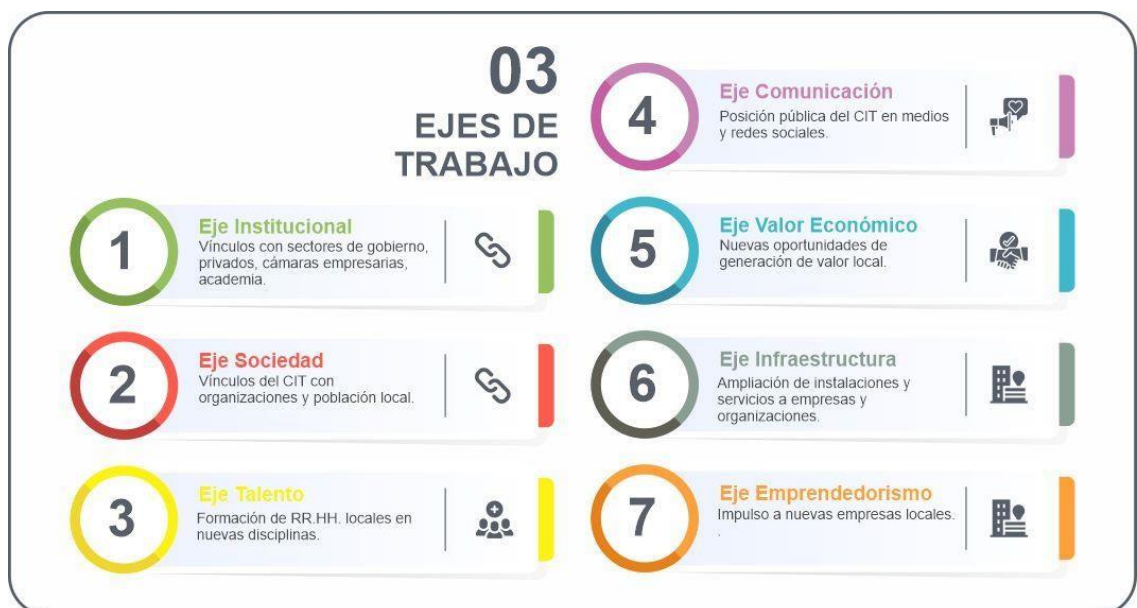 03
EJES DE
TRABAJO
1
Eje Institucional
Vínculos con sectores de gobierno,
privados, cámaras empresarias,
academia.
2
Eje Sociedad
Vínculos del CIT con
organizaciones y población local.
3
Eje Talento
Formación de RR.HH. locales en
nuevas disciplinas.
4
Eje Comunicación
Posición pública del CIT en medios
y redes sociales.
5
Eje Valor Económico
Nuevas oportunidades de
generación de valor local.
6
Eje Infraestructura
Ampliación de instalaciones y
servicios a empresas y
organizaciones.
7
Eje Emprendedorismo
Impulso a nuevas empresas locales.
.